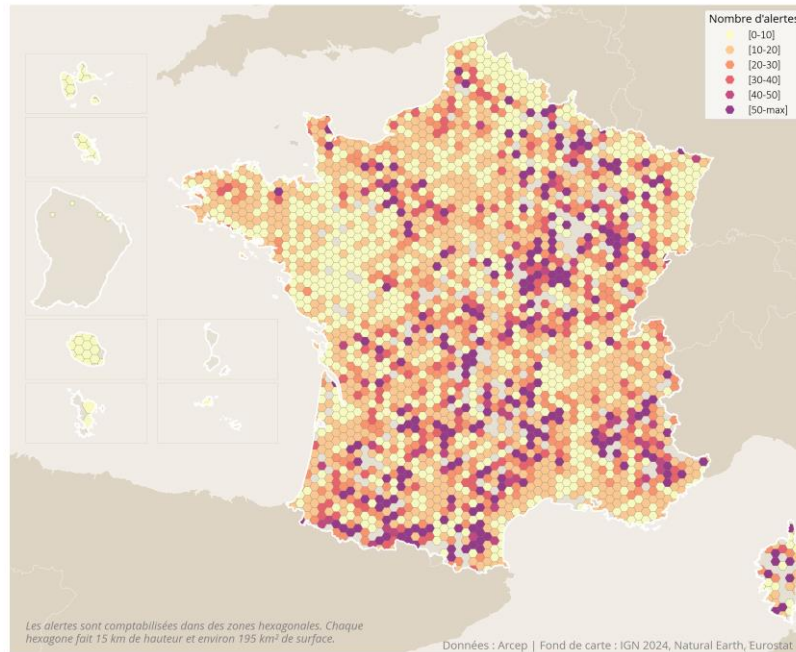 Nombre d'alertes
[0-10]
[10-20]
[20-30]
[30-40]
[40-50]
[50-max]
Les alertes sont comptabilisées dans des zones hexagonales. Chaque
hexagone fait 15 km de hauteur et environ 195 km² de surface.
Données : Arcep | Fond de carte : IGN 2024, Natural Earth, Eurostat